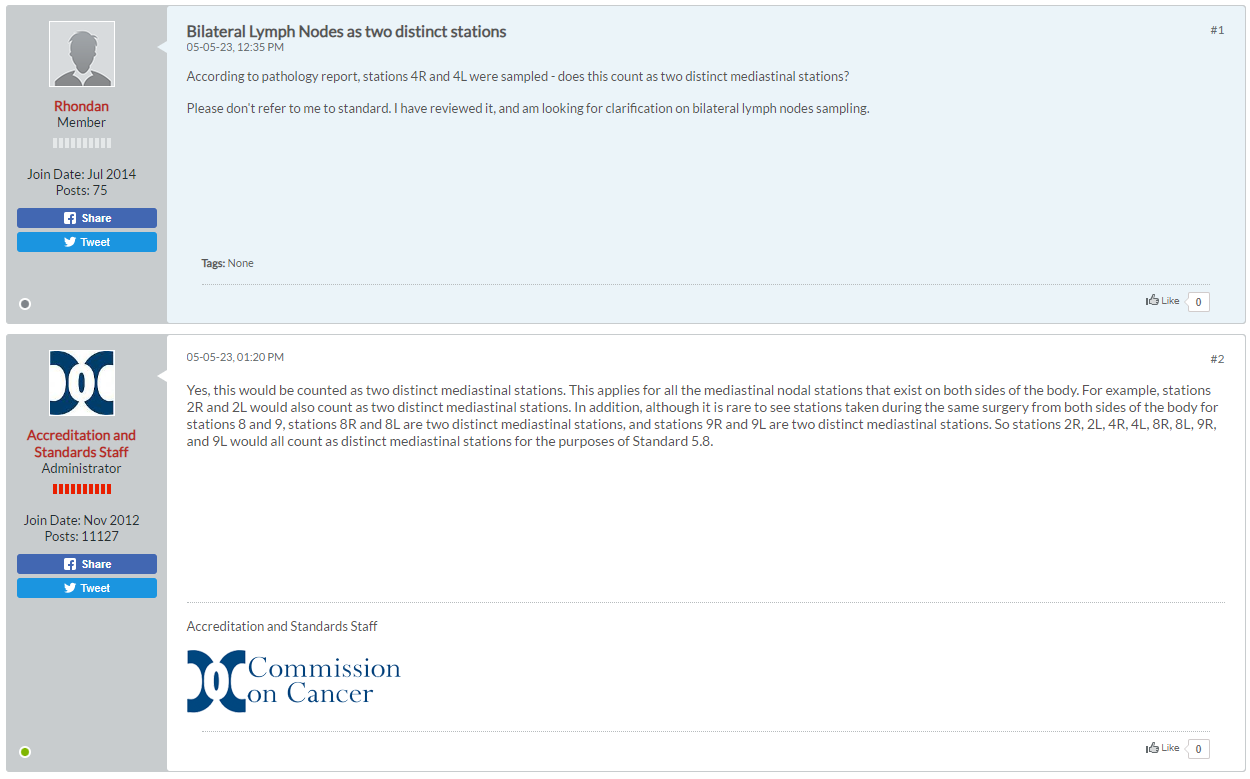 Bilateral Lymph Nodes as two distinct stations
#1
05-05-23, 12:35 PM
According to pathology report, stations 4R and 4L were sampled - does this count as two distinct mediastinal stations?
Please don't refer to me to standard. I have reviewed it, and am looking for clarification on bilateral lymph nodes sampling.
Rhondan
Member
Join Date: Jul 2014
Posts: 75
Share
Tweet
Tags: None
Like 0
05-05-23, 01:20 PM
#2
Yes, this would be counted as two distinct mediastinal stations. This applies for all the mediastinal nodal stations that exist on both sides of the body. For example, stations
2R and 2L would also count as two distinct mediastinal stations. In addition, although it is rare to see stations taken during the same surgery from both sides of the body for
stations 8 and 9, stations 8R and 8L are two distinct mediastinal stations, and stations 9R and 9L are two distinct mediastinal stations. So stations 2R, 2L, 4R, 4L, 8R, 8L, 9R,
and 9L would all count as distinct mediastinal stations for the purposes of Standard 5.8.
Accreditation and
Standards Staff
Administrator
Join Date: Nov 2012
Posts: 11127
Share
Tweet
Accreditation and Standards Staff
Commission
on Cancer
Like 0